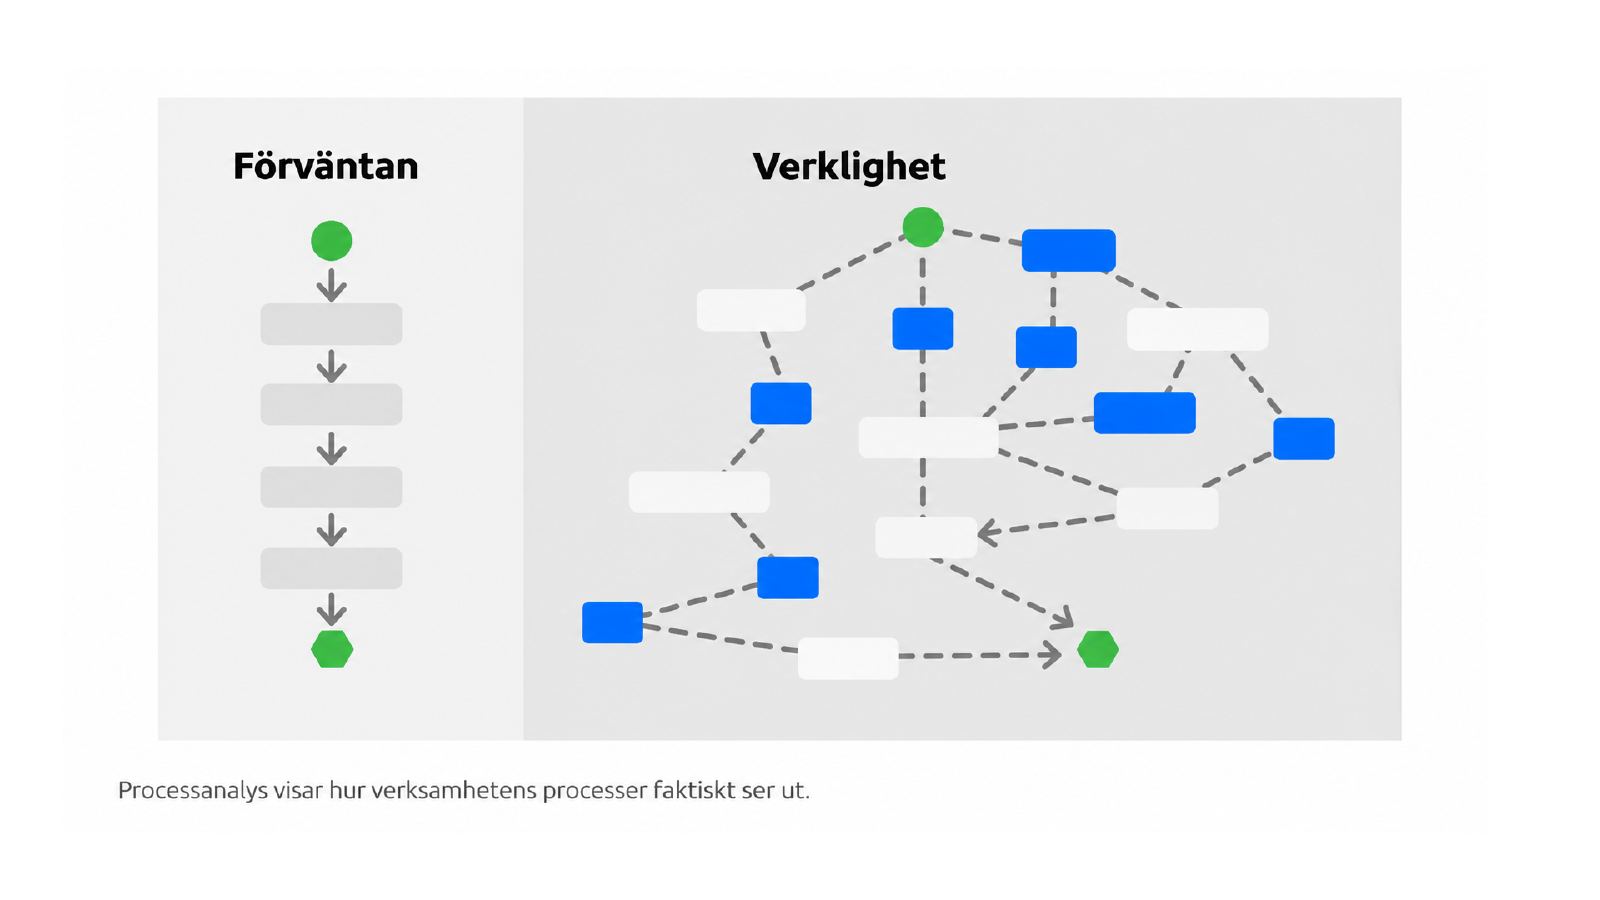 Förväntan
Verklighet
Processanalys visar hur verksamhetens processer faktiskt ser ut.